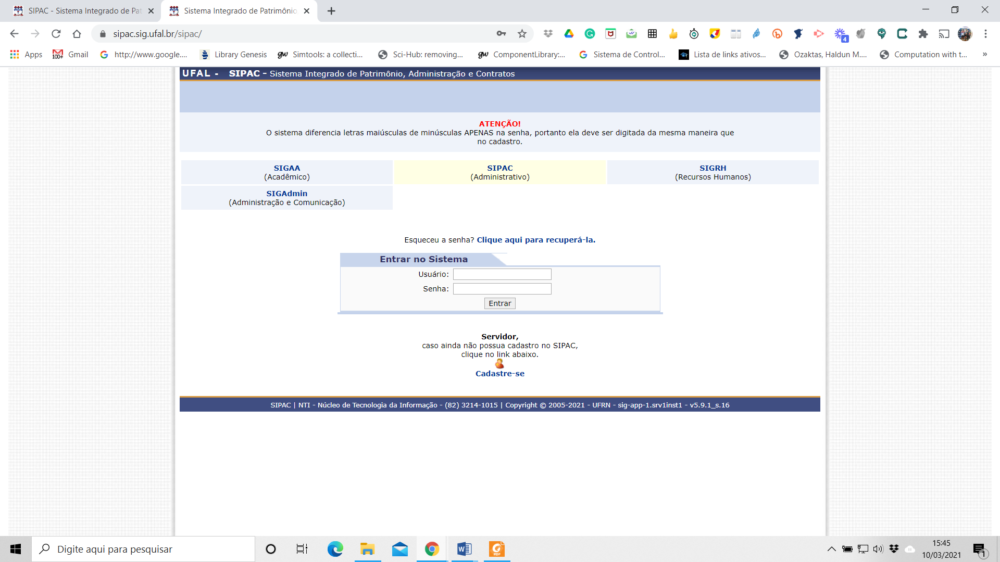 SIPAC - Sistema Integrado de Pat
Sistema Integrado de Patrimônio
sipac.sig.ufal.br/sipac/
4
Apps
Gmail
http://www.google....
Library Genesis
Simtools: a collecti...
Sci-Hub: removing...
ComponentLibrary:...
Sistema de Control...
Lista de links ativos...
Ozaktas, Haldun M....
Computation with t...
»
UFAL - SIPAC - Sistema Integrado de Patrimônio, Administração e Contratos
ATENÇÃO!
O sistema diferencia letras maiúsculas de minúsculas APENAS na senha, portanto ela deve ser digitada da mesma maneira que
no cadastro.
SIGAA
(Acadêmico)
SIPAC
(Administrativo)
SIGRH
(Recursos Humanos)
SIGAdmin
(Administração e Comunicação)
Esqueceu a senha? Clique aqui para recuperá-la.
Entrar no Sistema
Usuário:
Senha:
Entrar
Servidor,
caso ainda não possua cadastro no SIPAC,
clique no link abaixo.
Cadastre-se
SIPAC | NTI - Núcleo de Tecnologia da Informação - (82) 3214-1015 | Copyright © 2005-2021 - UFRN - sig-app-1.srv1inst1 - v5.9.1_s.16
Digite aqui para pesquisar
15:45
10/03/2021
1